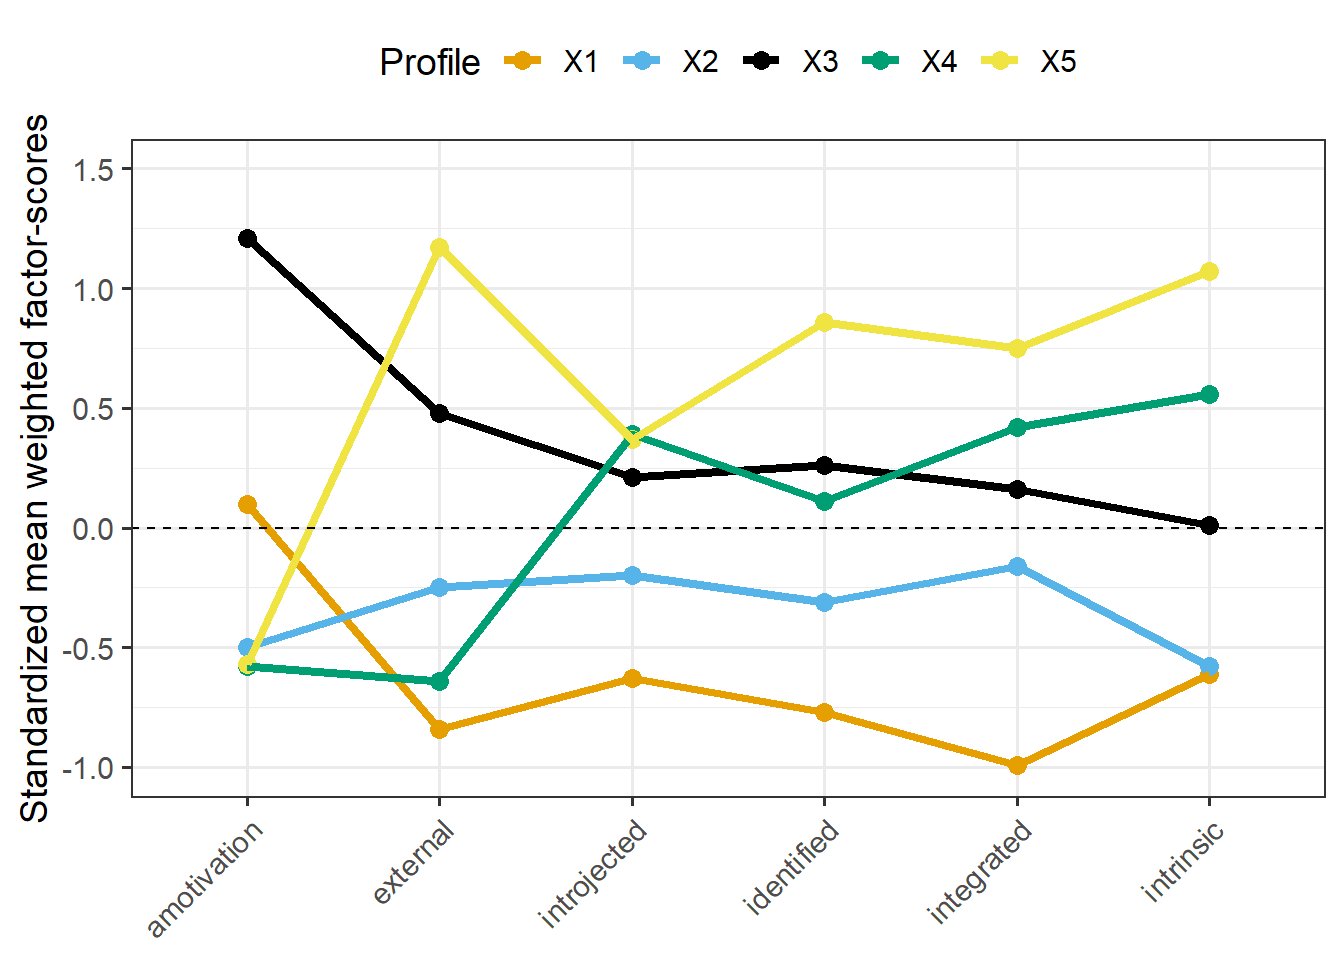 Profile X1 X2 X3 X4 X5
Standardized mean weighted factor-scores
1.5
1.0
0.5
0.0
-0.5
-1.0
amotivation
external
introjected
identified
integrated
intrinsic